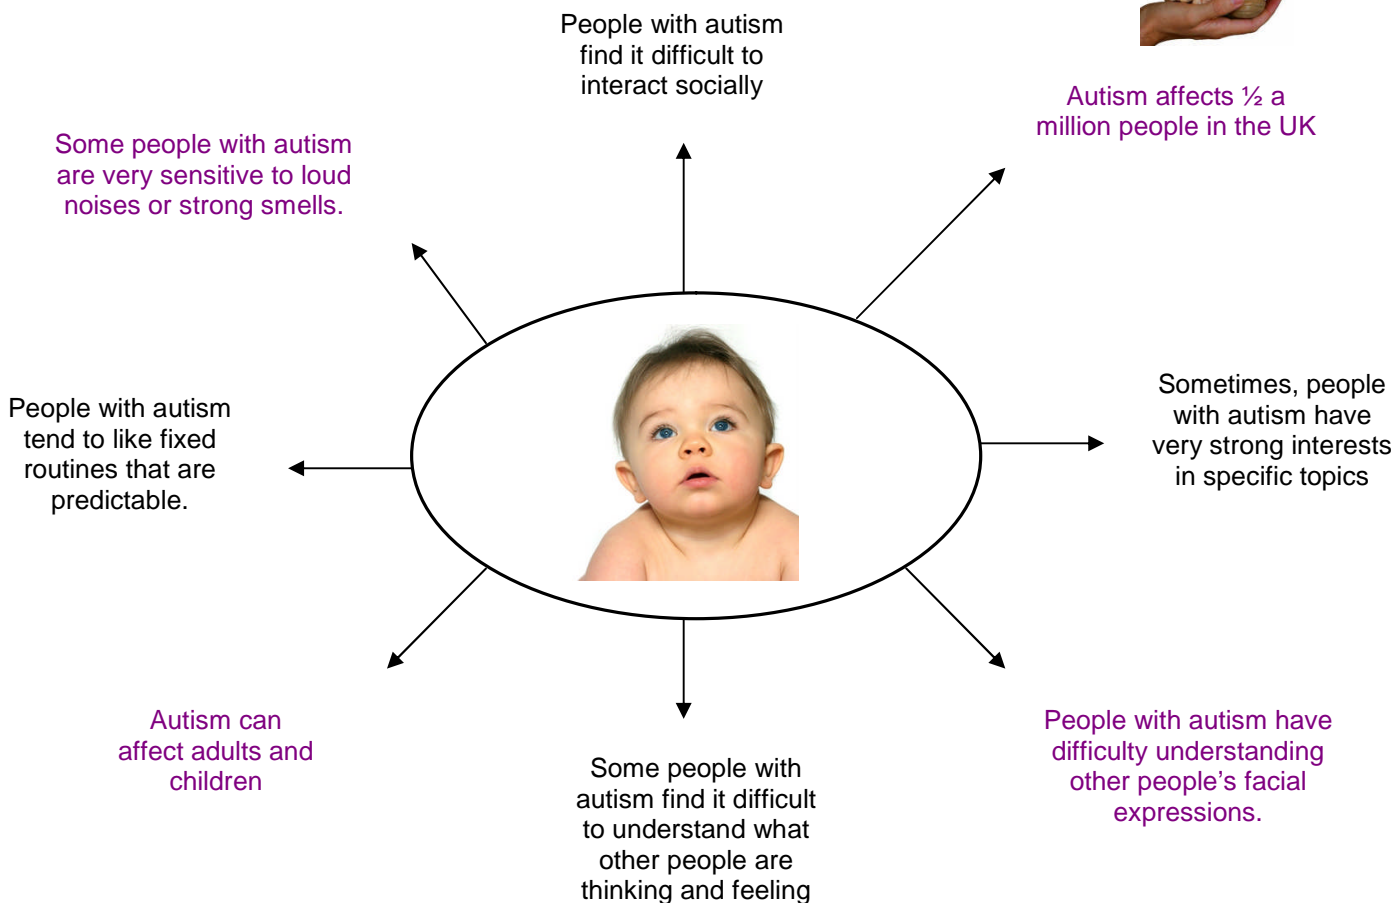 People with autism
find it difficult to
interact socially
Autism affects ½ a
million people in the UK
Some people with autism
are very sensitive to loud
noises or strong smells.
Sometimes, people
with autism have
very strong interests
in specific topics
People with autism
tend to like fixed
routines that are
predictable.
Autism can
affect adults and
children
People with autism have
difficulty understanding
other people’s facial
expressions.
Some people with
autism find it difficult
to understand what
other people are
thinking and feeling